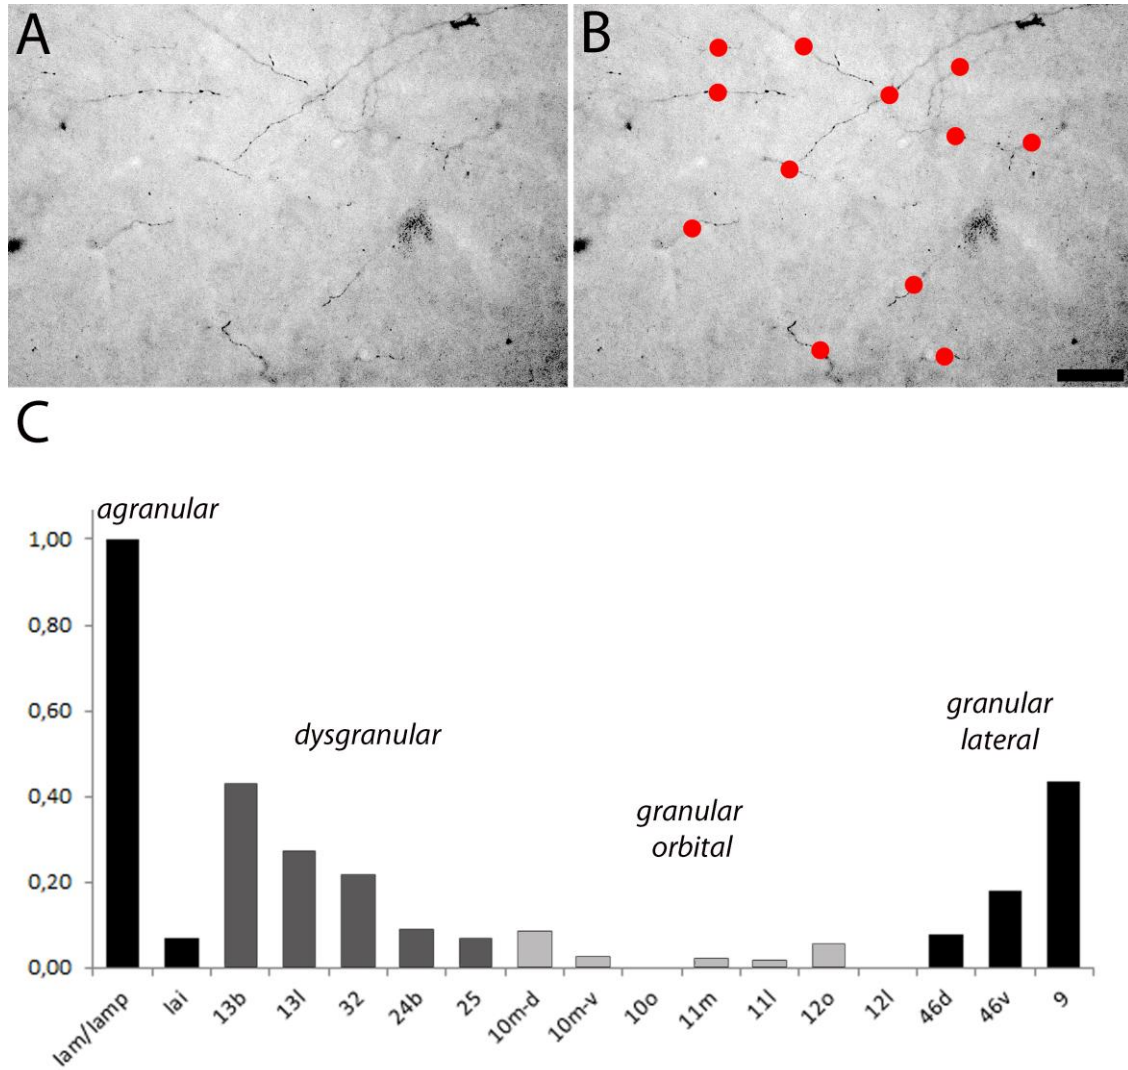 A
B
C
agranular
1,00
0,80
0,60
0,40
0,20
0,00
dysgranular
granular
orbital
granular
lateral
lam/lamp
lai
13b
13l
32
24b
25
10m-d
10m-v
10o
11m
11l
12o
12l
46d
46v
9